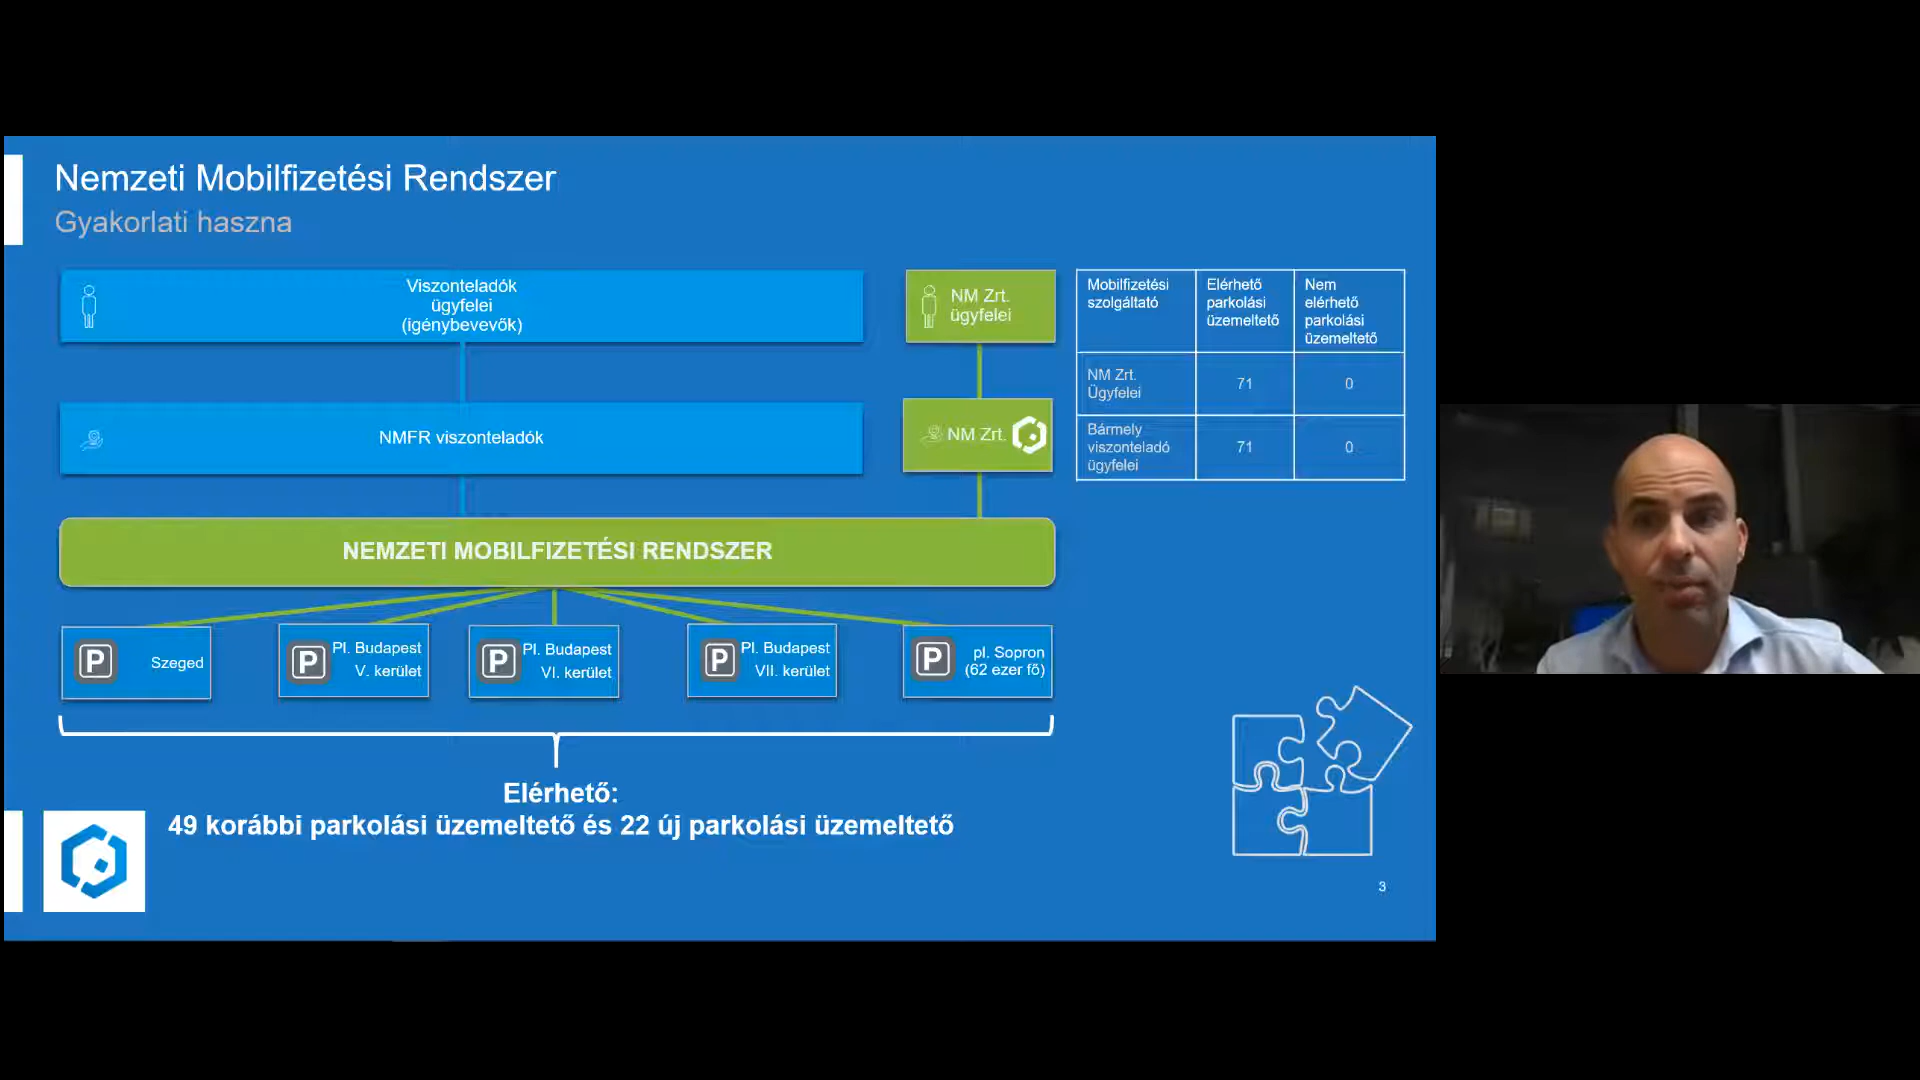 Nemzeti Mobilfizetési Rendszer
Gyakorlati haszna
Viszonteladók
ügyfelei
(igénybevevők)
NM Zrt.
ügyfelei
NMFR viszonteladók
NM Zrt.
Mobilfizetési
szolgáltató
Elérhető
parkolási
üzemeltető
Nem
elérhető
parkolási
üzemeltető
NM Zrt.
Ügyfelei
71
0
Bármely
viszonteladó
ügyfelei
71
0
NEMZETI MOBILFIZETÉSI RENDSZER
P
Szeged
P
Pl. Budapest
V. kerület
P
Pl. Budapest
VI. kerület
P
Pl. Budapest
VII. kerület
P
pl. Sopron
(62 ezer fő)
Elérhető:
49 korábbi parkolási üzemeltető és 22 új parkolási üzemeltető
3